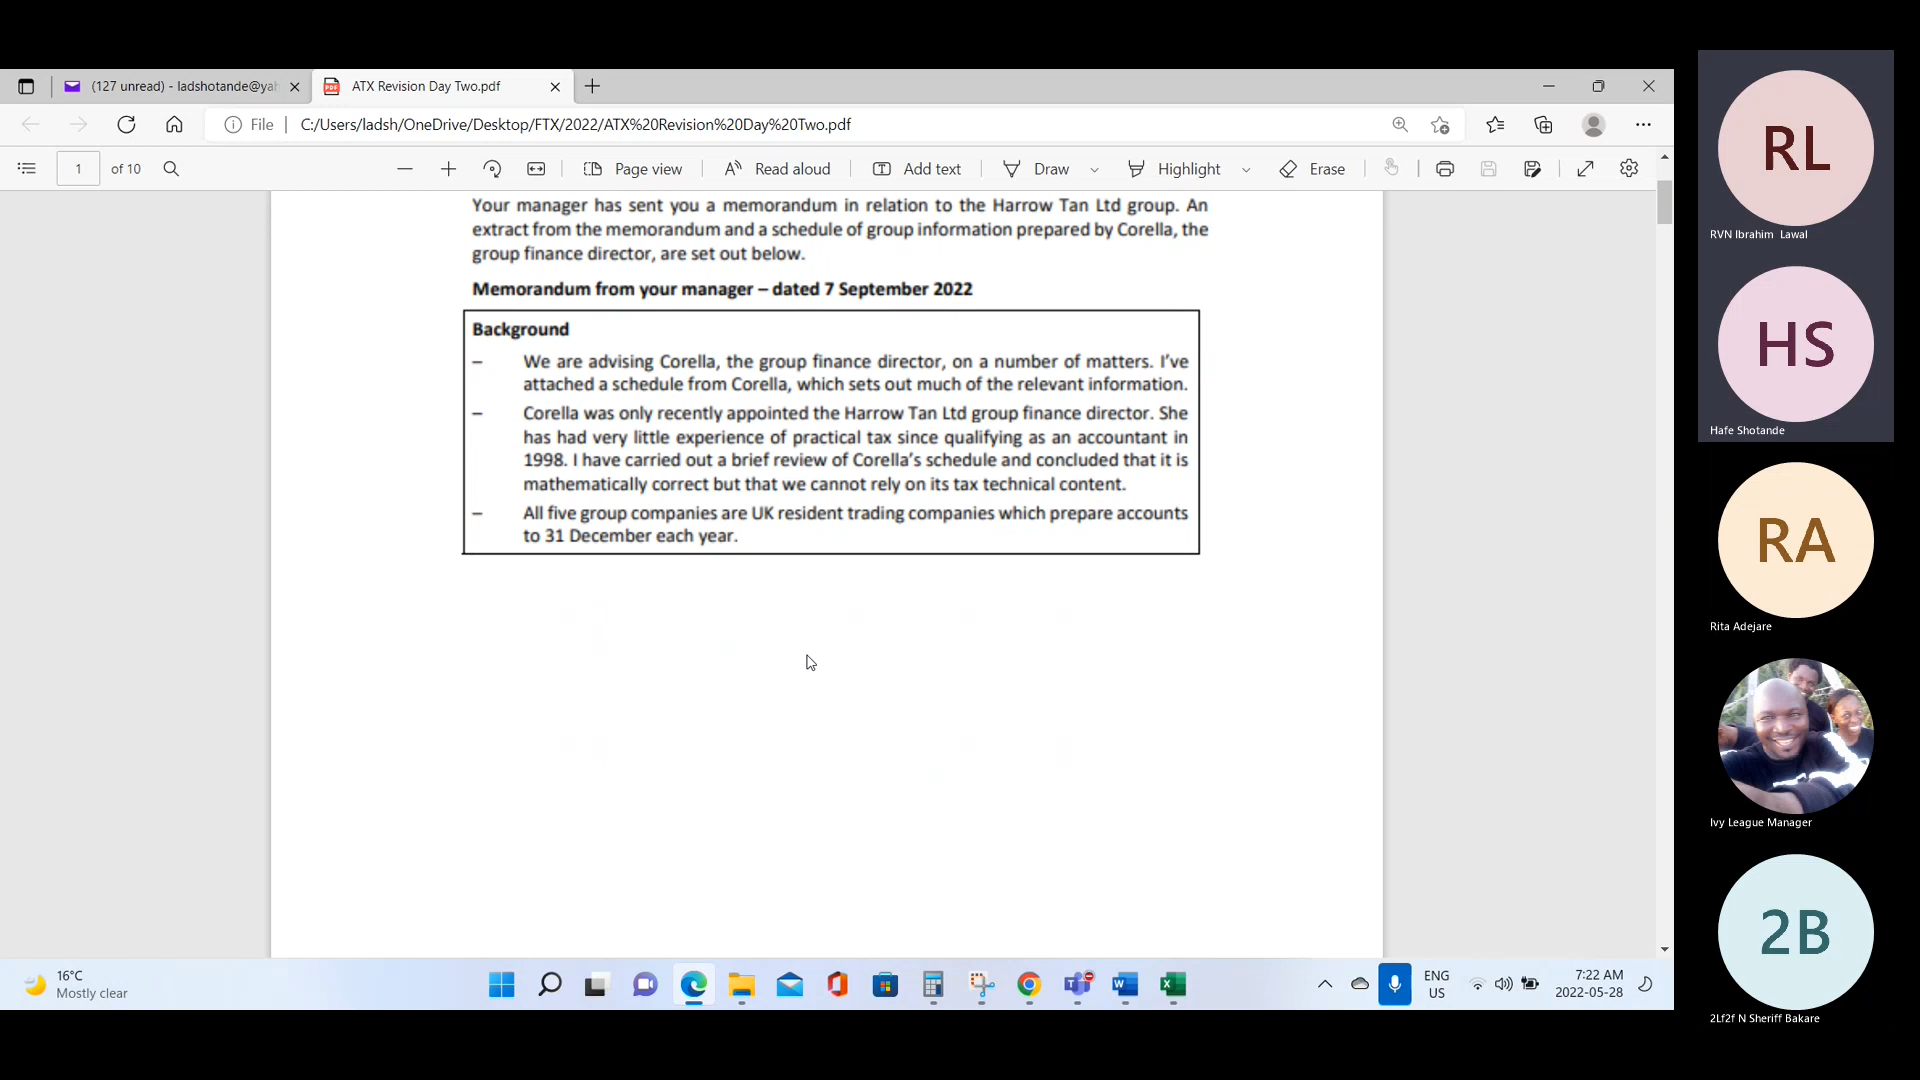 (127 unread) - ladshotande@yah
ATX Revision Day Two.pdf
File
C:/Users/ladsh/OneDrive/Desktop/FTX/2022/ATX%20Revision%20Day%20Two.pdf
1 of 10
Page view
Read aloud
Add text
Draw
Highlight
Erase
Your manager has sent you a memorandum in relation to the Harrow Tan Ltd group. An
extract from the memorandum and a schedule of group information prepared by Corella, the
group finance director, are set out below.
Memorandum from your manager – dated 7 September 2022
Background
– We are advising Corella, the group finance director, on a number of matters. I've
attached a schedule from Corella, which sets out much of the relevant information.
– Corella was only recently appointed the Harrow Tan Ltd group finance director. She
has had very little experience of practical tax since qualifying as an accountant in
1998. I have carried out a brief review of Corella's schedule and concluded that it is
mathematically correct but that we cannot rely on its tax technical content.
– All five group companies are UK resident trading companies which prepare accounts
to 31 December each year.
16°C
Mostly clear
ENG
US
7:22 AM
2022-05-28
RL
RVN Ibrahim Lawal
HS
Hafe Shotande
RA
Rita Adejare
Ivy League Manager
2B
2Lf2f N Sheriff Bakare